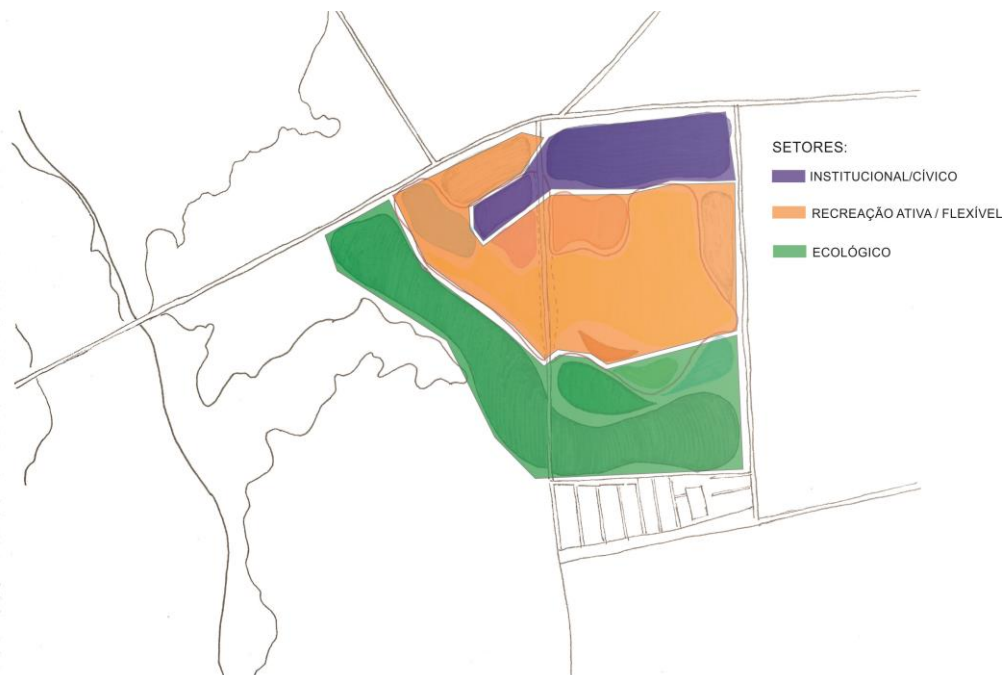 SETORES:
INSTITUCIONAL/CÍVICO
RECREAÇÃO ATIVA / FLEXÍVEL
ECOLÓGICO